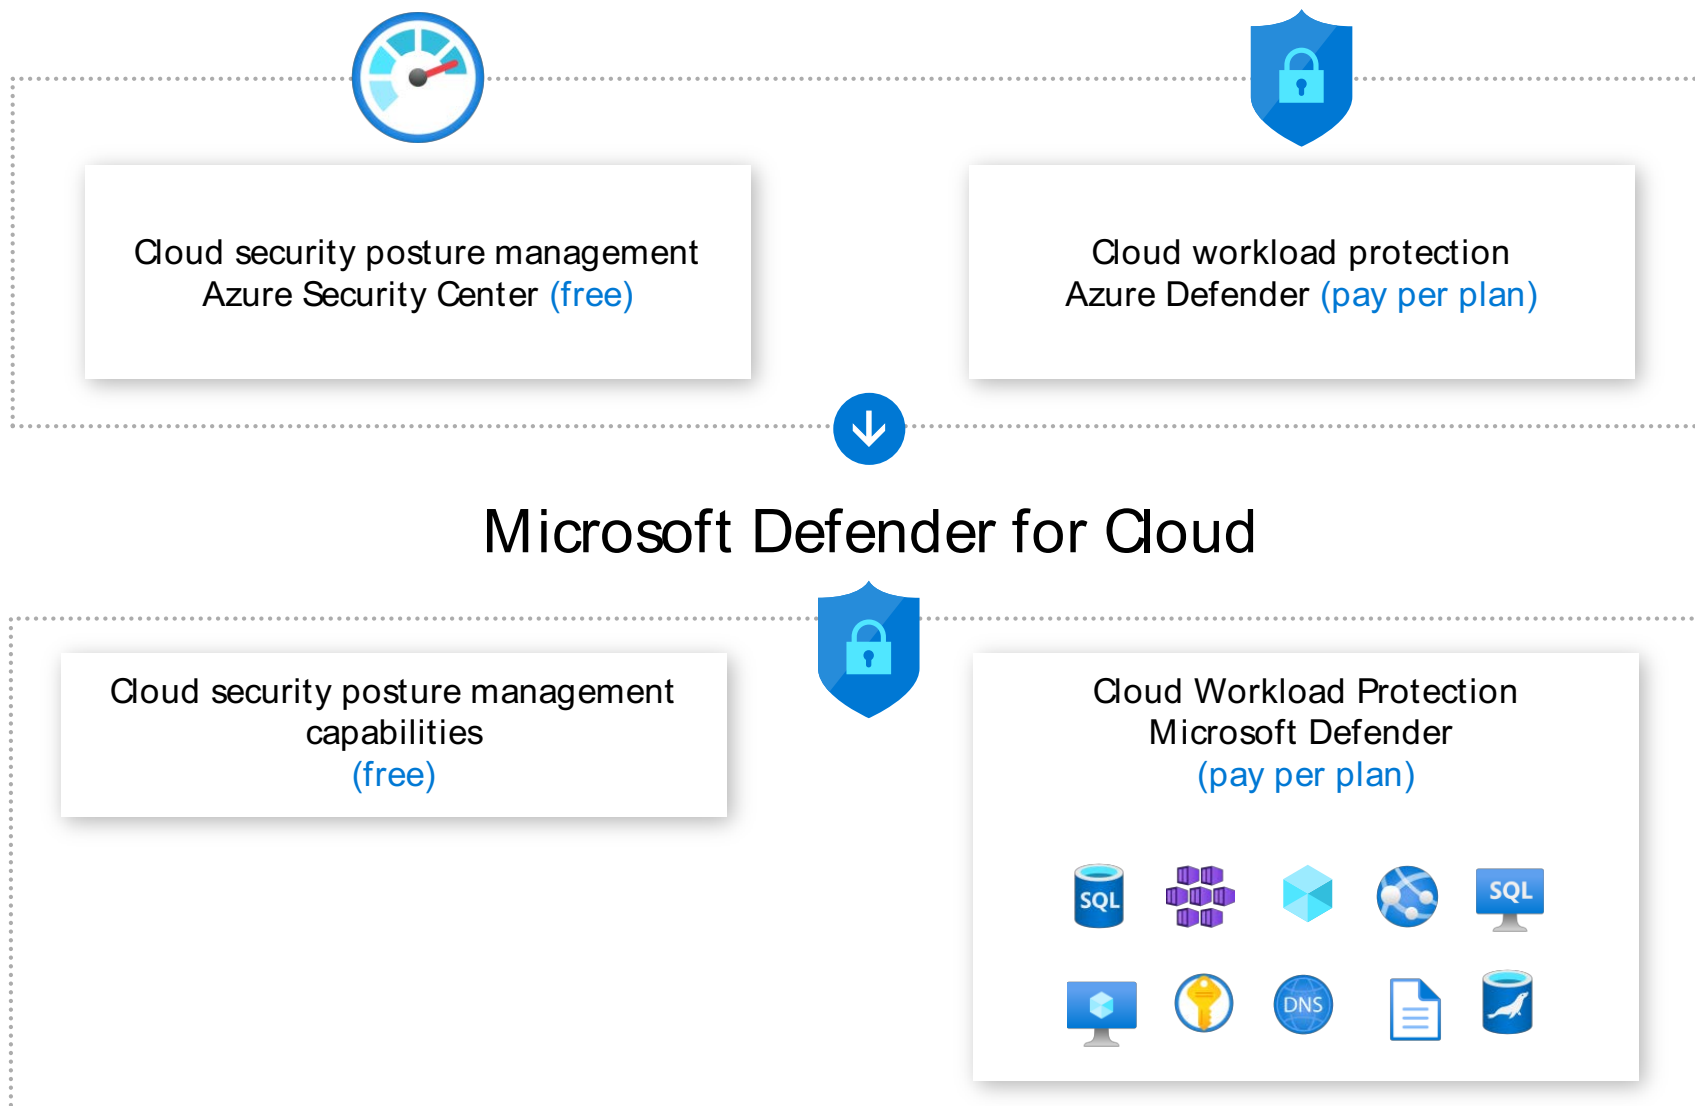 Cloud security posture management
Azure Security Center (free)
Cloud workload protection
Azure Defender (pay per plan)
Microsoft Defender for Cloud
Cloud security posture management
capabilities
(free)
Cloud Workload Protection
Microsoft Defender
(pay per plan)
SQL
SQL
DNS